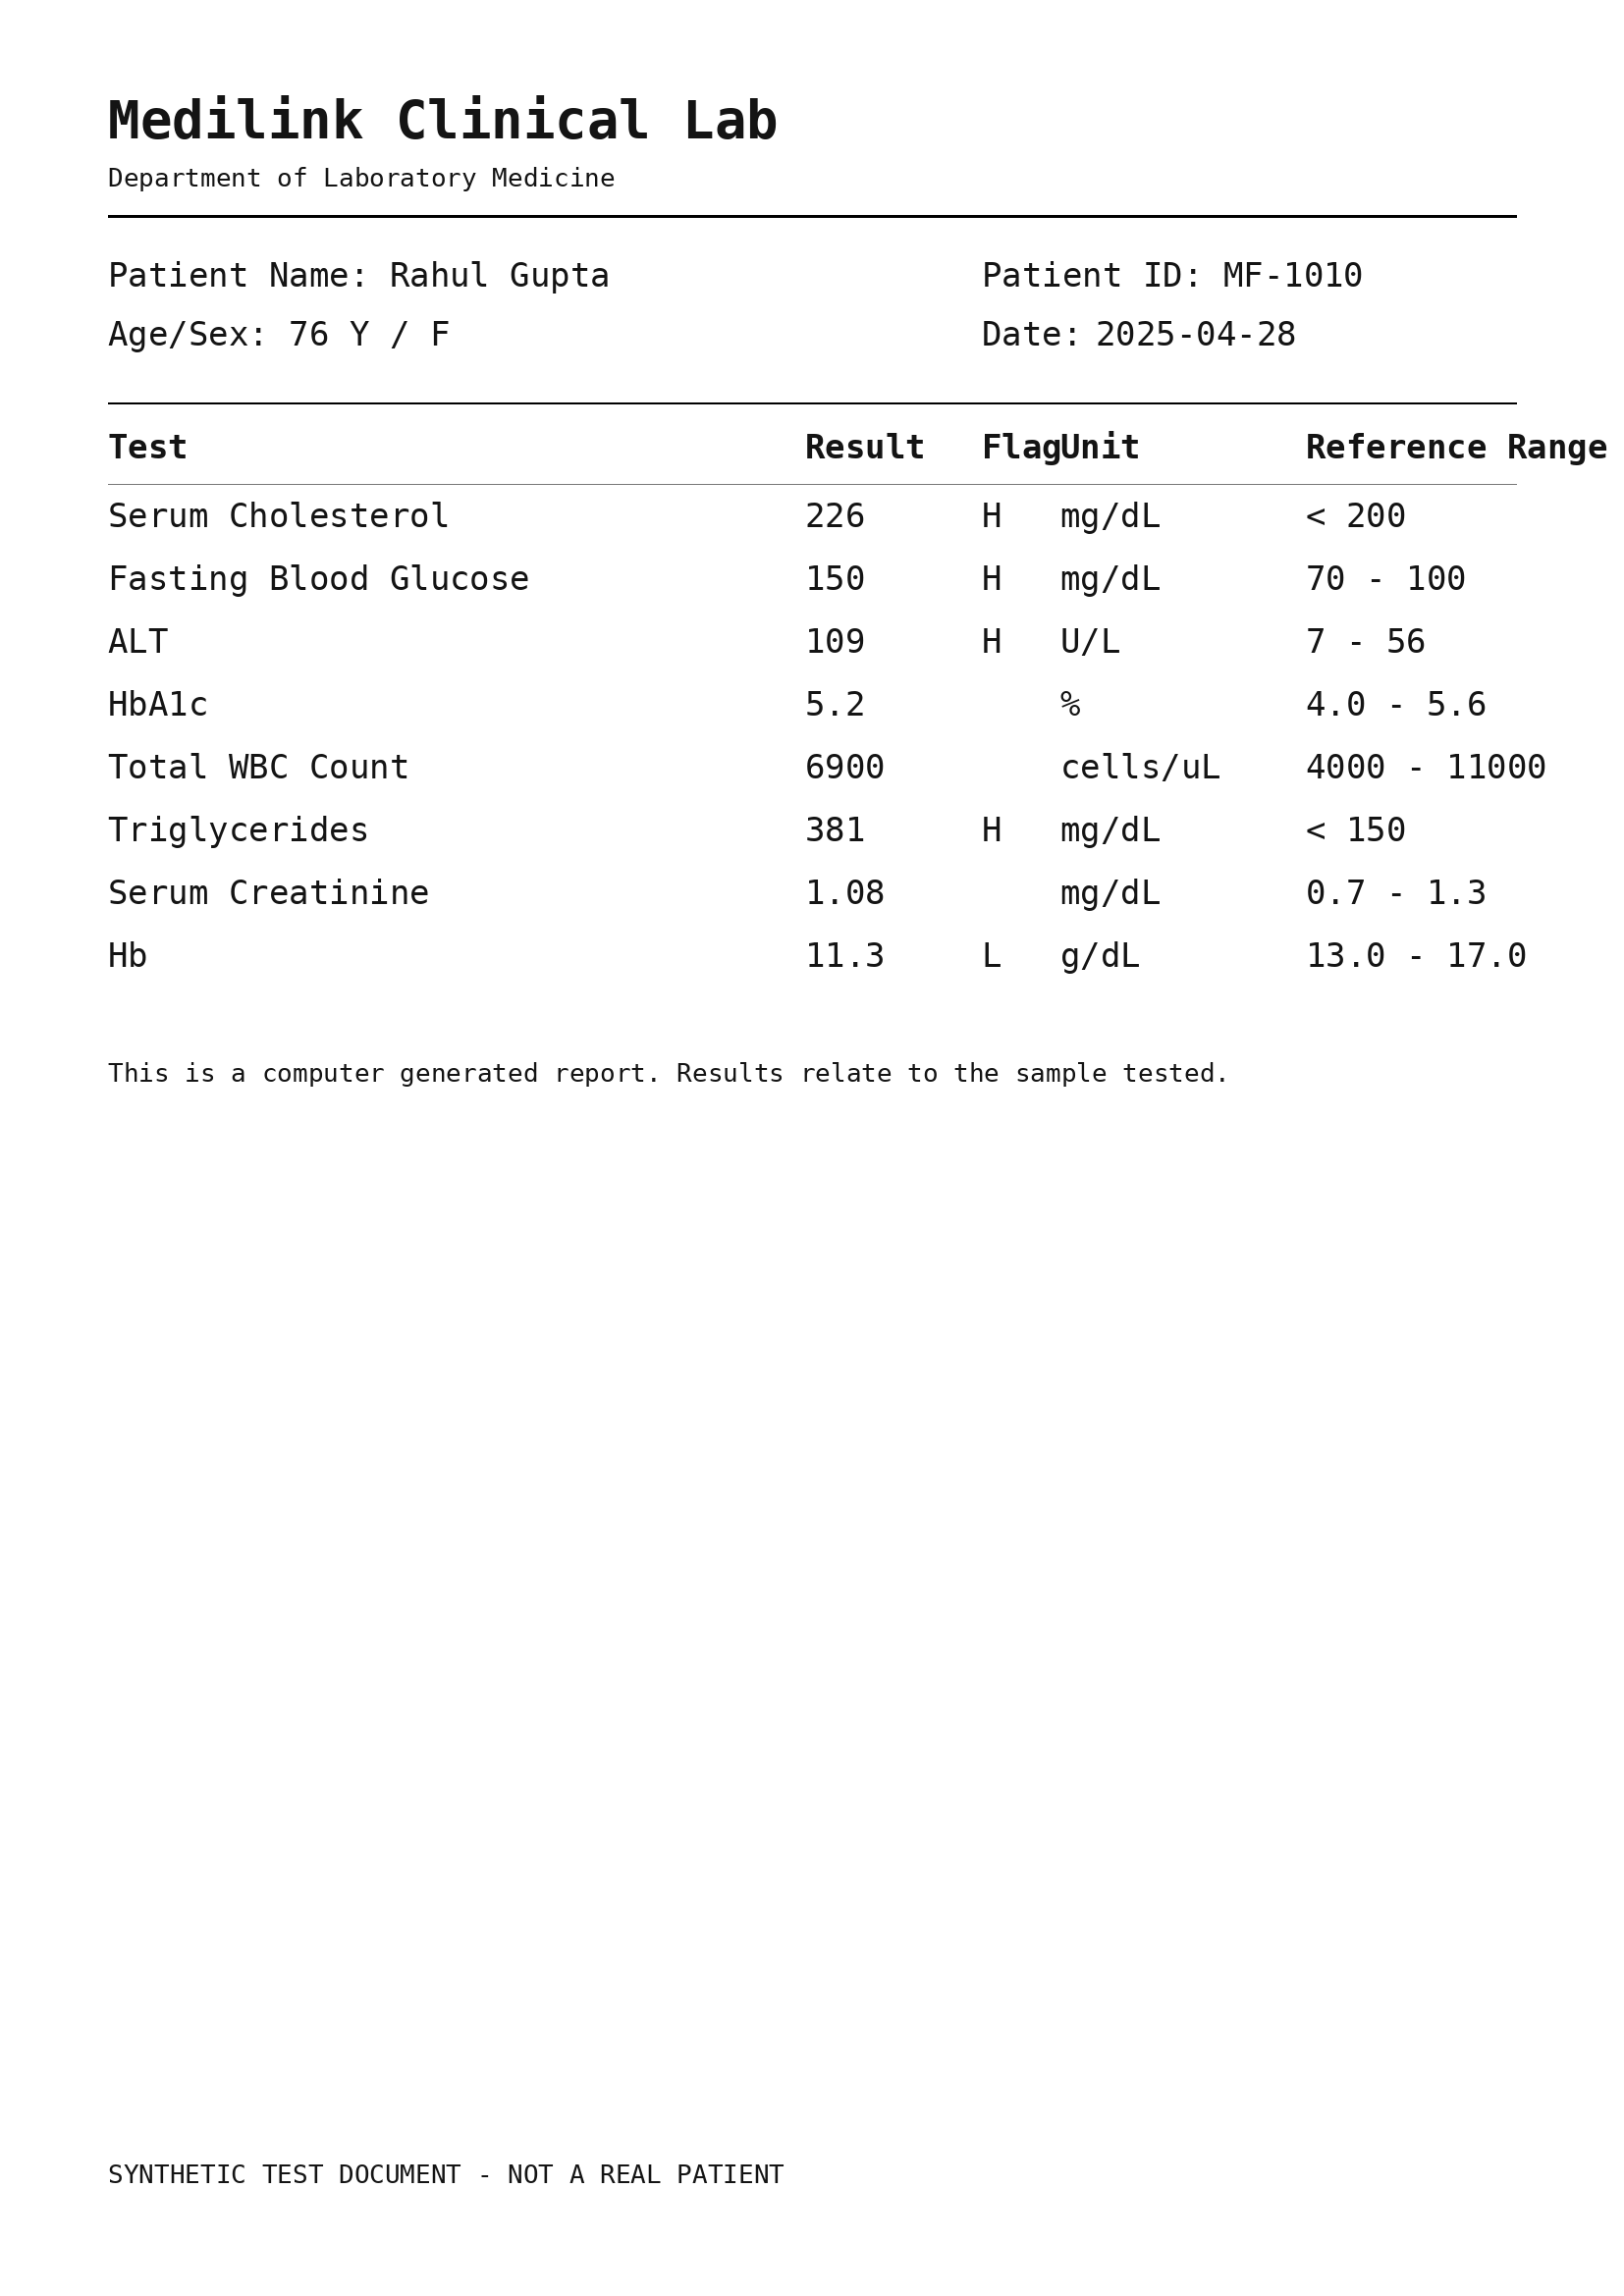 Medilink Clinical Lab
Department of Laboratory Medicine
Patient Name: Rahul Gupta Patient ID: MF-1010
Age/Sex: 76 Y / F Date: 2025-04-28
Test Result Flag Unit Reference Range
Serum Cholesterol 226 H mg/dL < 200
Fasting Blood Glucose 150 H mg/dL 70 - 100
ALT 109 H U/L 7 - 56
HbA1c 5.2 % 4.0 - 5.6
Total WBC Count 6900 cells/uL 4000 - 11000
Triglycerides 381 H mg/dL < 150
Serum Creatinine 1.08 mg/dL 0.7 - 1.3
Hb 11.3 L g/dL 13.0 - 17.0
This is a computer generated report. Results relate to the sample tested.
SYNTHETIC TEST DOCUMENT - NOT A REAL PATIENT